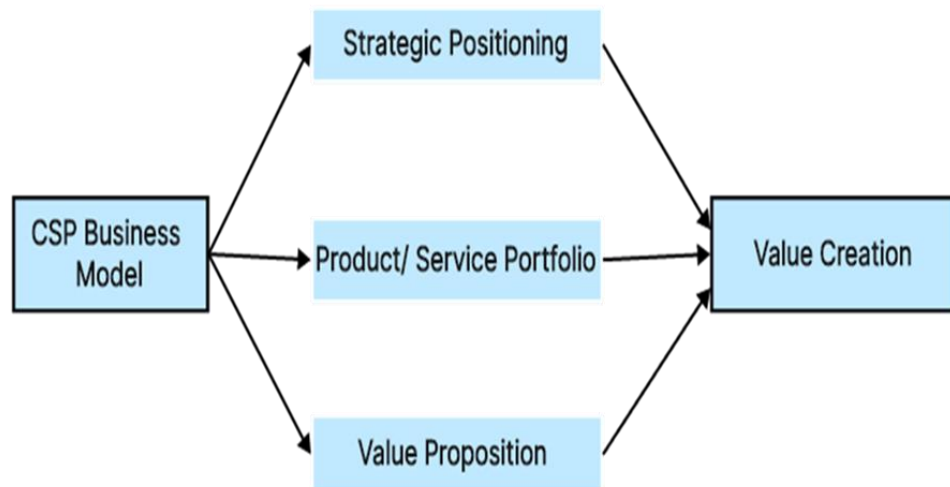 Strategic Positioning
CSP Business
Model
Product/ Service Portfolio
Value Creation
Value Proposition